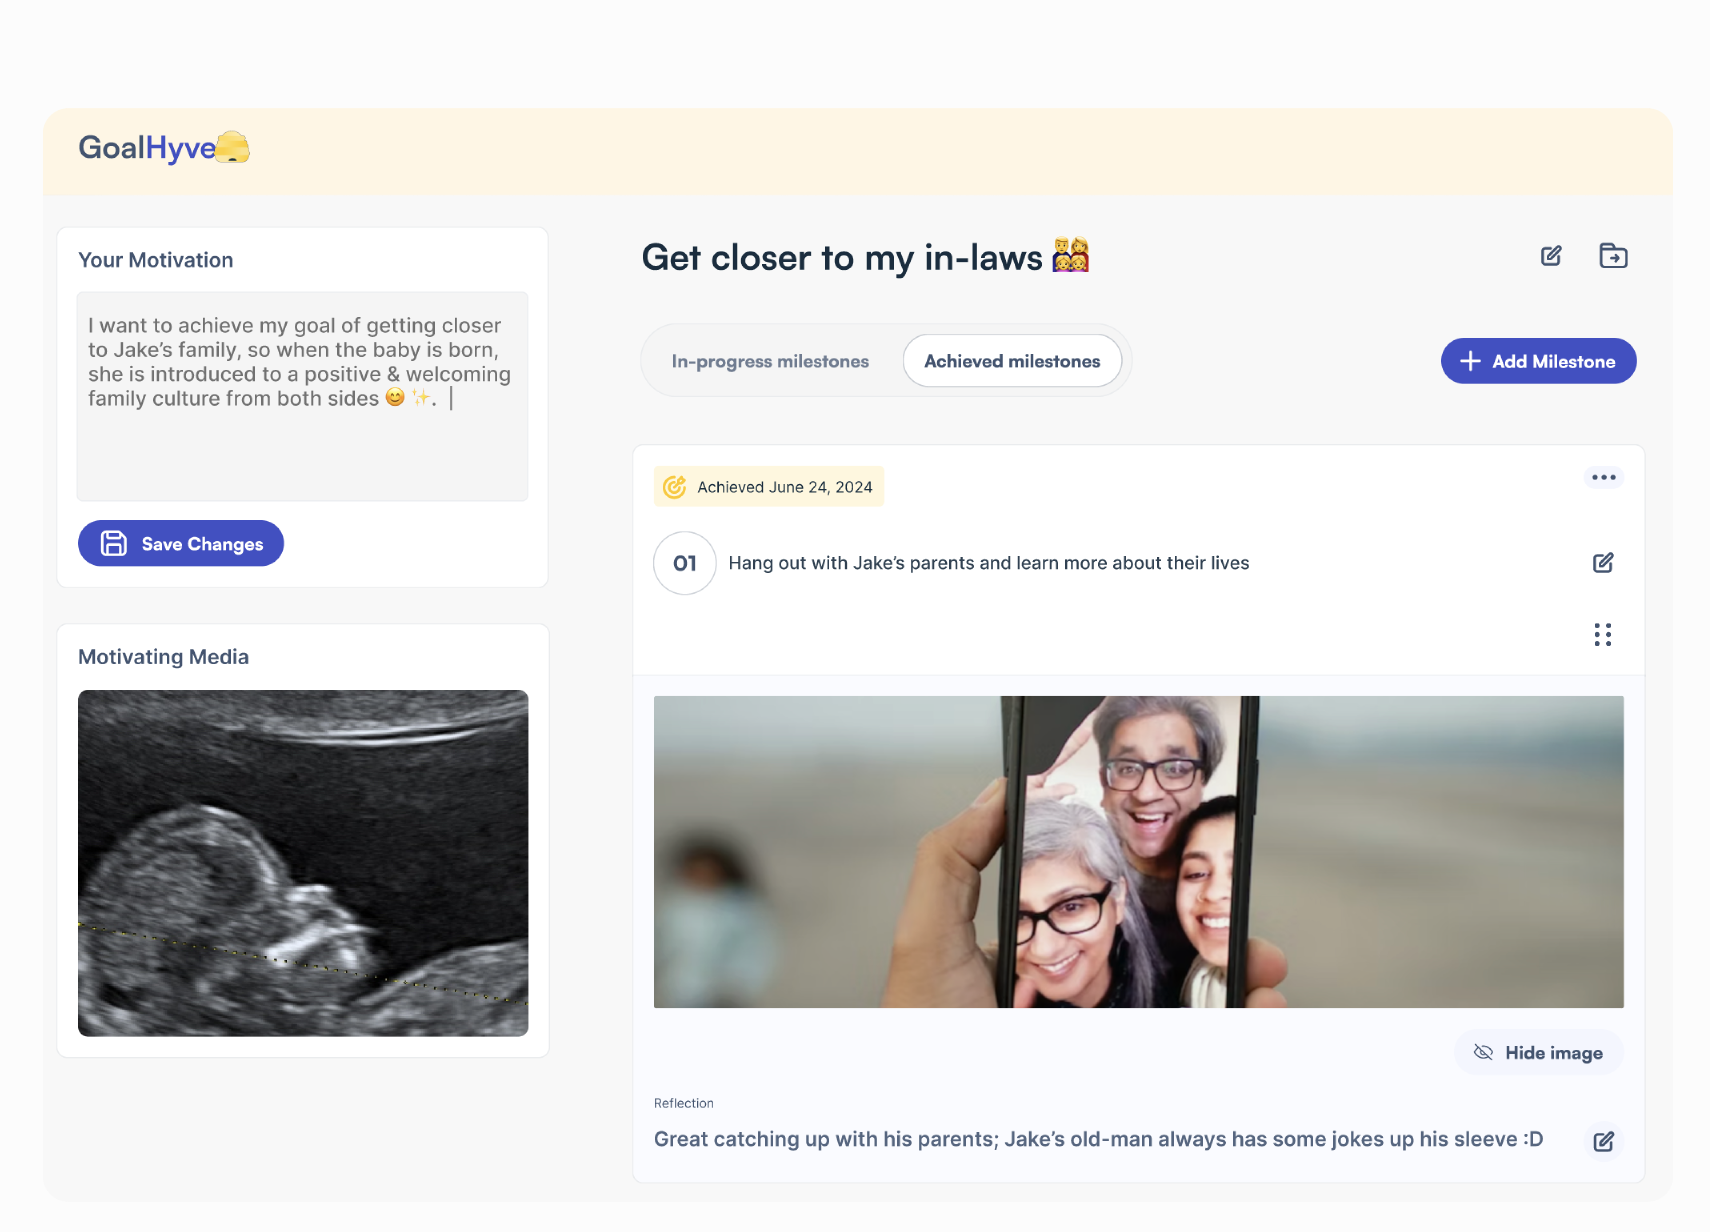 GoalHyve
Your Motivation
I want to achieve my goal of getting closer
to Jake’s family, so when the baby is born,
she is introduced to a positive & welcoming
family culture from both sides 😊 ✨.
Save Changes
Motivating Media
Get closer to my in-laws 👨‍👩‍👧‍👧
In-progress milestones
Achieved milestones
Add Milestone
Achieved June 24, 2024
01
Hang out with Jake’s parents and learn more about their lives
Hide image
Reflection
Great catching up with his parents; Jake’s old-man always has some jokes up his sleeve :D